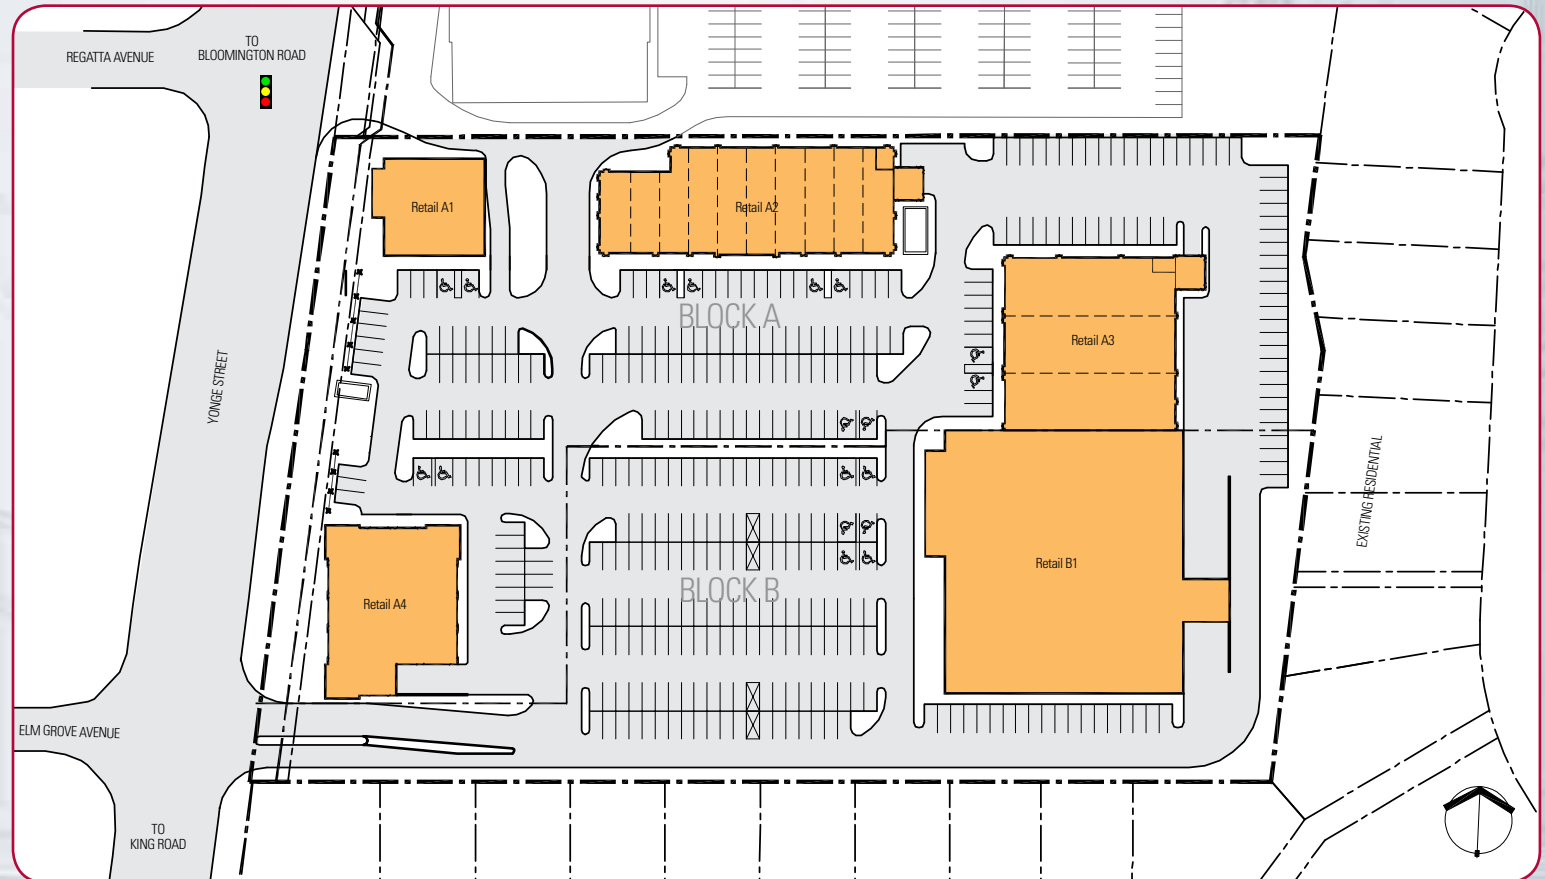 TO
BLOOMINGTON ROAD
REGATTA AVENUE
Retail A1
Retail A2
BLOCK A
Retail A3
YONGE STREET
EXISTING RESIDENTIAL
Retail B1
BLOCK B
Retail A4
ELM GROVE AVENUE
TO
KING ROAD